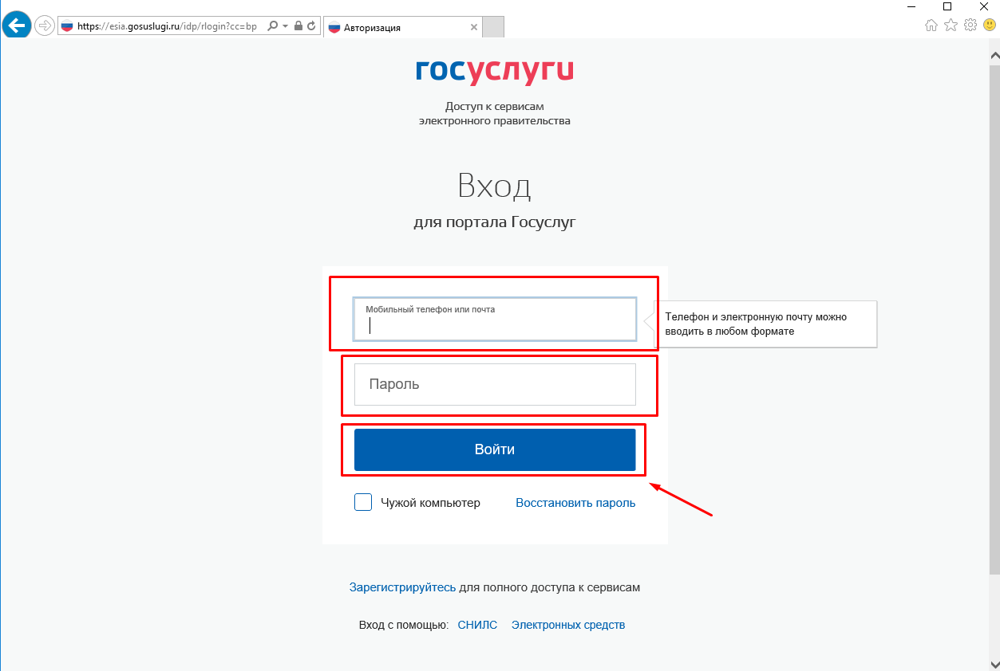 https://esia.gosuslugi.ru/idp/rlogin?cc=bp
Авторизация
госуслуги
Доступ к сервисам
электронного правительства
Вход
для портала Госуслуг
Мобильный телефон или почта
Телефон и электронную почту можно
вводить в любом формате
Пароль
Войти
Чужой компьютер
Восстановить пароль
Зарегистрируйтесь для полного доступа к сервисам
Вход с помощью: СНИЛС Электронных средств